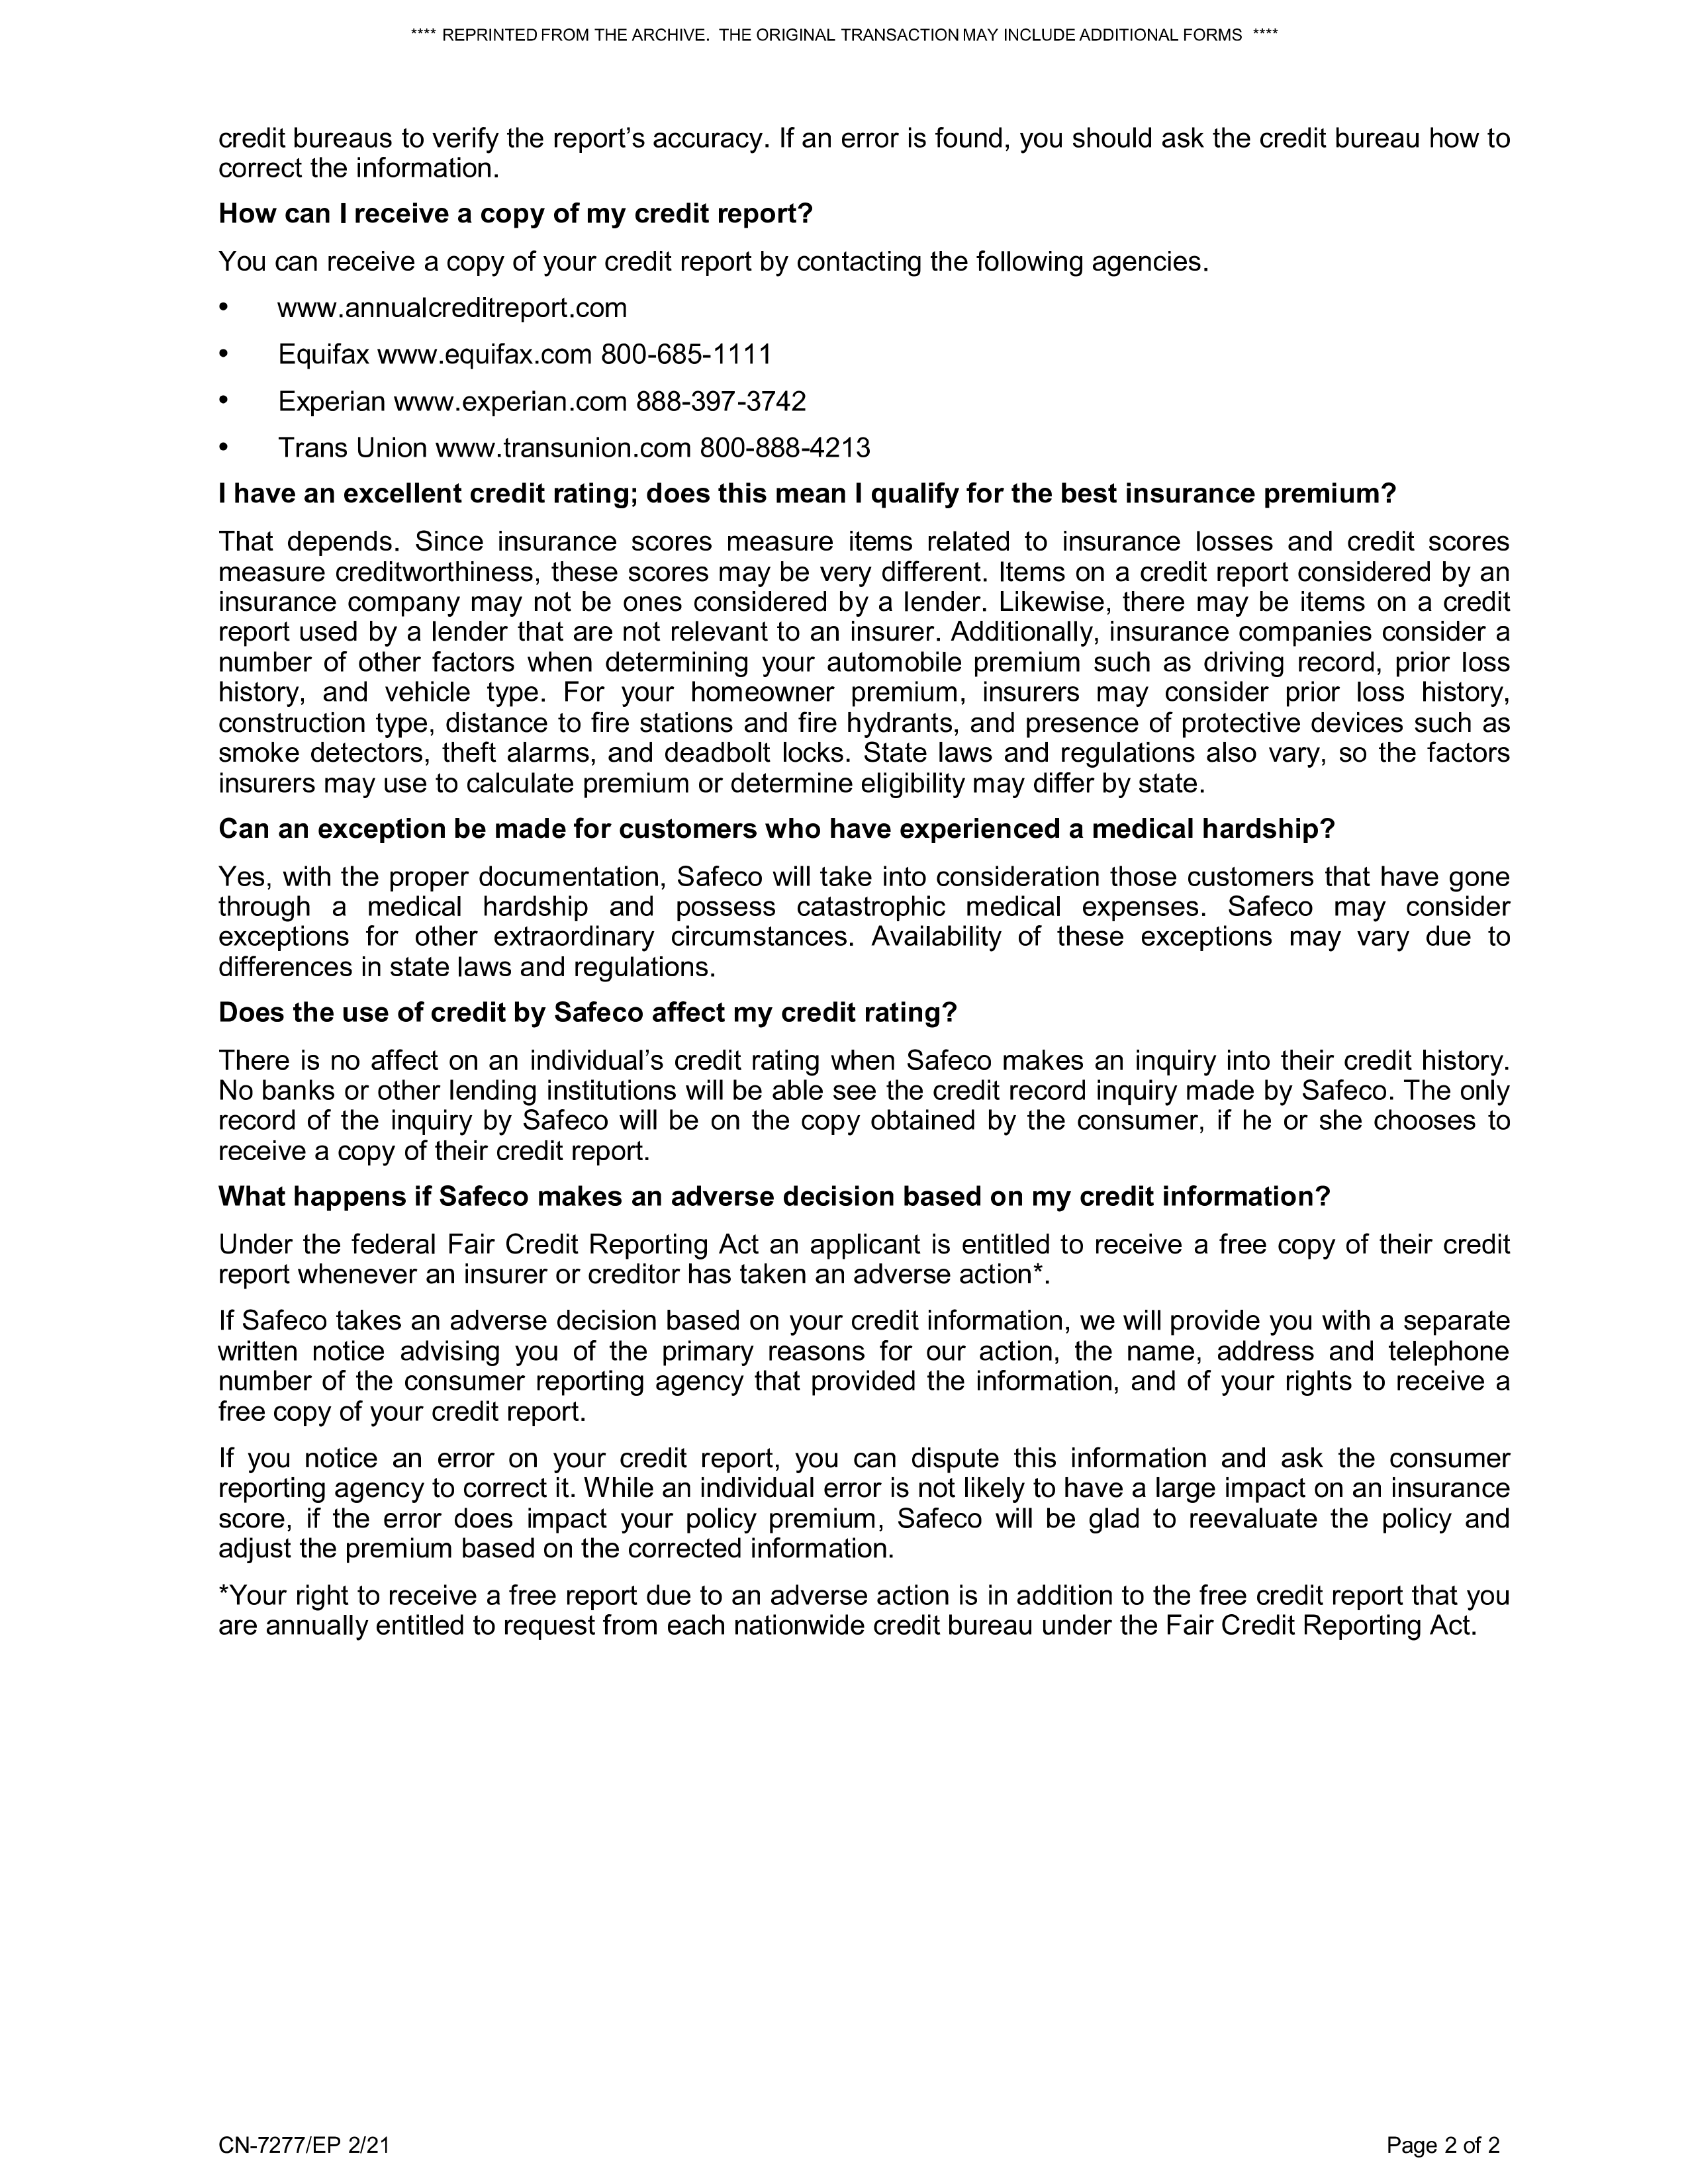 **** REPRINTED FROM THE ARCHIVE. THE ORIGINAL TRANSACTION MAY INCLUDE ADDITIONAL FORMS ****
credit bureaus to verify the report’s accuracy. If an error is found, you should ask the credit bureau how to
correct the information.
How can I receive a copy of my credit report?
You can receive a copy of your credit report by contacting the following agencies.
• www.annualcreditreport.com
• Equifax www.equifax.com 800-685-1111
• Experian www.experian.com 888-397-3742
• Trans Union www.transunion.com 800-888-4213
I have an excellent credit rating; does this mean I qualify for the best insurance premium?
That depends. Since insurance scores measure items related to insurance losses and credit scores
measure creditworthiness, these scores may be very different. Items on a credit report considered by an
insurance company may not be ones considered by a lender. Likewise, there may be items on a credit
report used by a lender that are not relevant to an insurer. Additionally, insurance companies consider a
number of other factors when determining your automobile premium such as driving record, prior loss
history, and vehicle type. For your homeowner premium, insurers may consider prior loss history,
construction type, distance to fire stations and fire hydrants, and presence of protective devices such as
smoke detectors, theft alarms, and deadbolt locks. State laws and regulations also vary, so the factors
insurers may use to calculate premium or determine eligibility may differ by state.
Can an exception be made for customers who have experienced a medical hardship?
Yes, with the proper documentation, Safeco will take into consideration those customers that have gone
through a medical hardship and possess catastrophic medical expenses. Safeco may consider
exceptions for other extraordinary circumstances. Availability of these exceptions may vary due to
differences in state laws and regulations.
Does the use of credit by Safeco affect my credit rating?
There is no affect on an individual’s credit rating when Safeco makes an inquiry into their credit history.
No banks or other lending institutions will be able see the credit record inquiry made by Safeco. The only
record of the inquiry by Safeco will be on the copy obtained by the consumer, if he or she chooses to
receive a copy of their credit report.
What happens if Safeco makes an adverse decision based on my credit information?
Under the federal Fair Credit Reporting Act an applicant is entitled to receive a free copy of their credit
report whenever an insurer or creditor has taken an adverse action*.
If Safeco takes an adverse decision based on your credit information, we will provide you with a separate
written notice advising you of the primary reasons for our action, the name, address and telephone
number of the consumer reporting agency that provided the information, and of your rights to receive a
free copy of your credit report.
If you notice an error on your credit report, you can dispute this information and ask the consumer
reporting agency to correct it. While an individual error is not likely to have a large impact on an insurance
score, if the error does impact your policy premium, Safeco will be glad to reevaluate the policy and
adjust the premium based on the corrected information.
*Your right to receive a free report due to an adverse action is in addition to the free credit report that you
are annually entitled to request from each nationwide credit bureau under the Fair Credit Reporting Act.
CN-7277/EP 2/21
Page 2 of 2